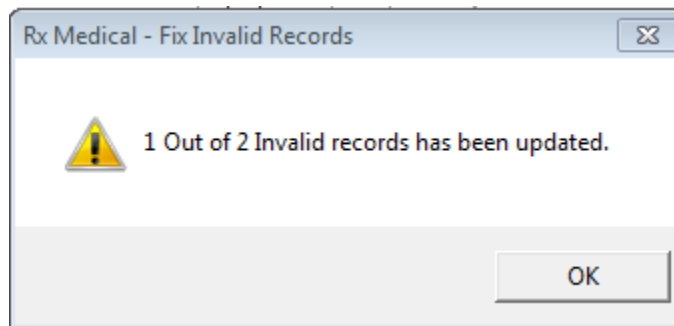 Rx Medical - Fix Invalid Records
1 Out of 2 Invalid records has been updated.
OK